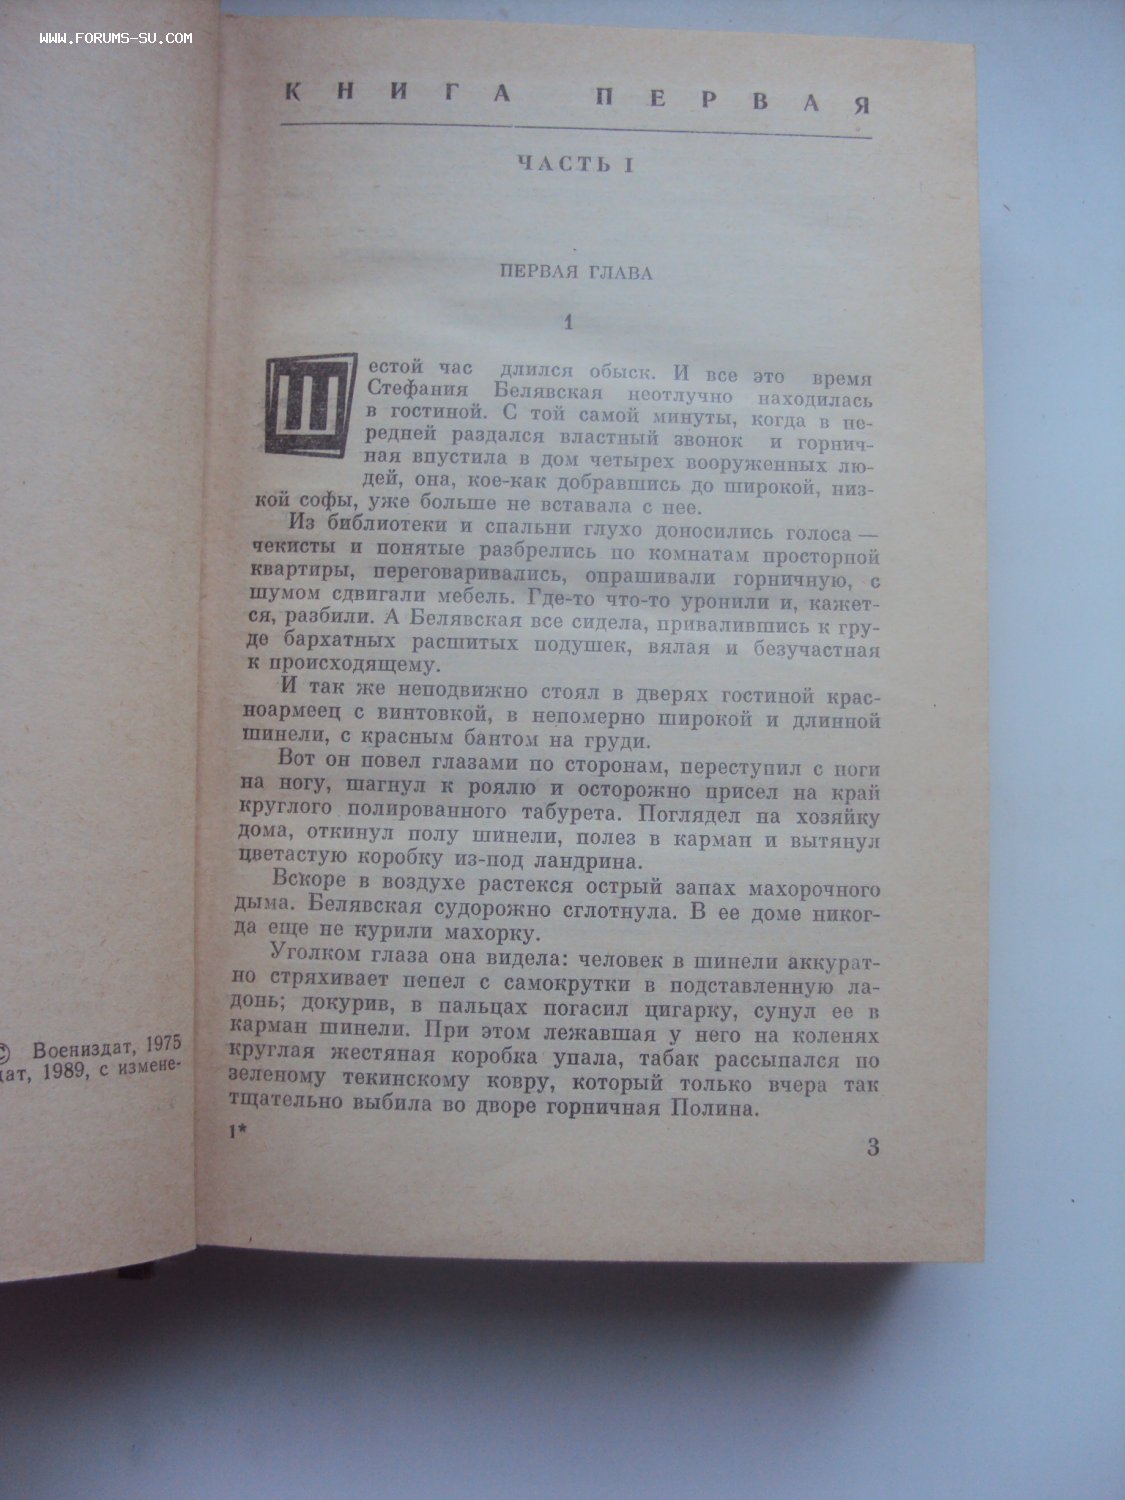 WWW.FORUMS-SU.COM
КНИГА ПЕРВАЯ
ЧАСТЬ I
ПЕРВАЯ ГЛАВА
1
Шестой час длился обыск. И все это время
Стефания Белявская неотлучно находилась
в гостиной. С той самой минуты, когда в пе-
редней раздался властный звонок и горнич-
ная впустила в дом четырех вооруженных лю-
дей, она, кое-как добравшись до широкой, низ-
кой софы, уже больше не вставала с нее.
Из библиотеки и спальни глухо доносились голоса —
чекисты и понятые разбрелись по комнатам просторной
квартиры, переговаривались, опрашивали горничную, с
шумом сдвигали мебель. Где-то что-то уронили и, кажет-
ся, разбили. А Белявская все сидела, привалившись к гру-
де бархатных расшитых подушек, вялая и безучастная
к происходящему.
И так же неподвижно стоял в дверях гостиной крас-
ноармеец с винтовкой, в непомерно широкой и длинной
шинели, с красным бантом на груди.
Вот он повел глазами по сторонам, переступил с ноги
на ногу, шагнул к роялю и осторожно присел на край
круглого полированного табурета. Поглядел на хозяйку
дома, откинул полу шинели, полез в карман и вытянул
цветастую коробку из-под ландрина.
Вскоре в воздухе растекся острый запах махорочного
дыма. Белявская судорожно сглотнула. В ее доме никог-
да еще не курили махорку.
Уголком глаза она видела: человек в шинели аккурат-
но стряхивает пепел с самокрутки в подставленную ла-
донь; докурив, в пальцах погасил цигарку, сунул ее в
карман шинели. При этом лежавшая у него на коленях
круглая жестяная коробка упала, табак рассыпался по
зеленому текинскому ковру, который только вчера так
тщательно выбила во дворе горничная Полина.
1*
3
© Воениздат, 1975
дат, 1989, с измене-